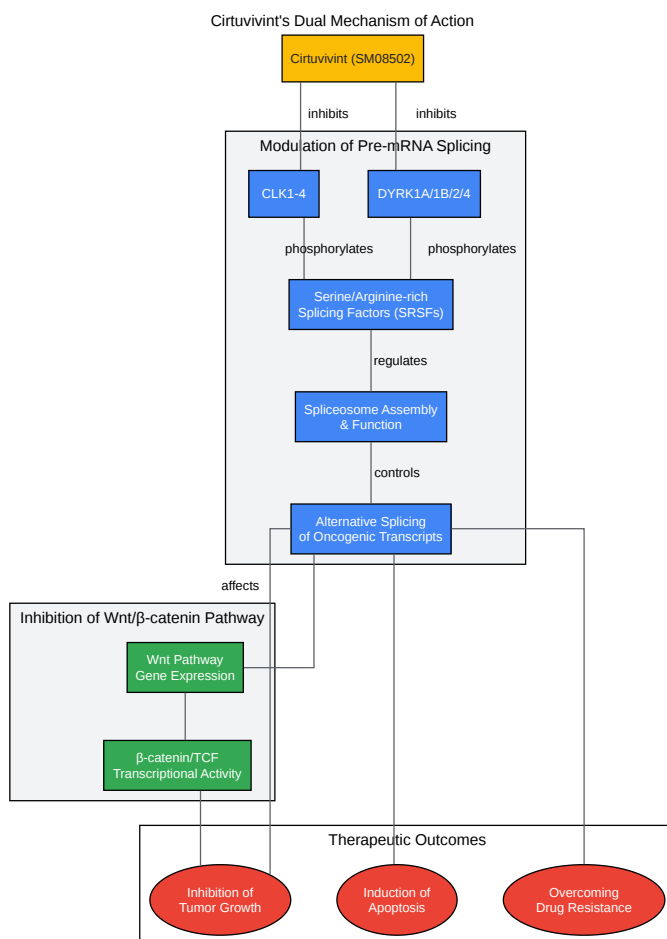 Cirtuvivint's Dual Mechanism of Action
Cirtuvivint (SM08502)
inhibits
inhibits
Modulation of Pre-mRNA Splicing
CLK1-4
DYRK1A/1B/2/4
phosphorylates
phosphorylates
Serine/Arginine-rich
Splicing Factors (SRSFs)
regulates
Spliceosome Assembly
& Function
controls
Alternative Splicing
of Oncogenic Transcripts
affects
Inhibition of Wnt/β-catenin Pathway
Wnt Pathway
Gene Expression
β-catenin/TCF
Transcriptional Activity
Therapeutic Outcomes
Inhibition of
Tumor Growth
Induction of
Apoptosis
Overcoming
Drug Resistance